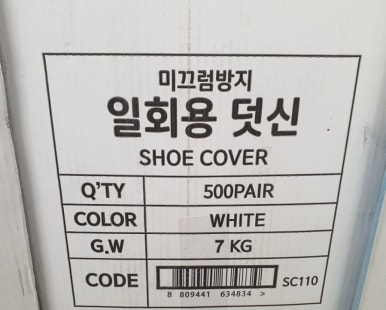 미끄럼방지
일회용 덧신
SHOE COVER
Q'TY 500PAIR
COLOR WHITE
G.W 7 KG
CODE SC110
8 809441 634834 >